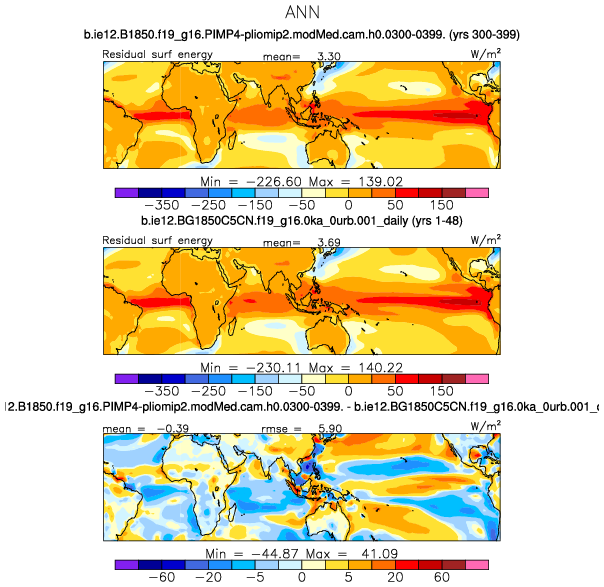 ANN
b.ie12.B1850.f19_g16.PIMP4-pliomip2.modMed.cam.h0.0300-0399. (yrs 300-399)
Residual surf energy mean= 3.30 W/m²
Min = −226.60 Max = 139.02
−350 −250 −150 −50 0 50 150
b.ie12.BG1850C5CN.f19_g16.0ka_0urb.001_daily (yrs 1-48)
Residual surf energy mean= 3.69 W/m²
Min = −230.11 Max = 140.22
−350 −250 −150 −50 0 50 150
12.B1850.f19_g16.PIMP4-pliomip2.modMed.cam.h0.0300-0399. - b.ie12.BG1850C5CN.f19_g16.0ka_0urb.001_
mean = −0.39 rmse = 5.90 W/m²
Min = −44.87 Max = 41.09
−60 −20 −5 0 5 20 60